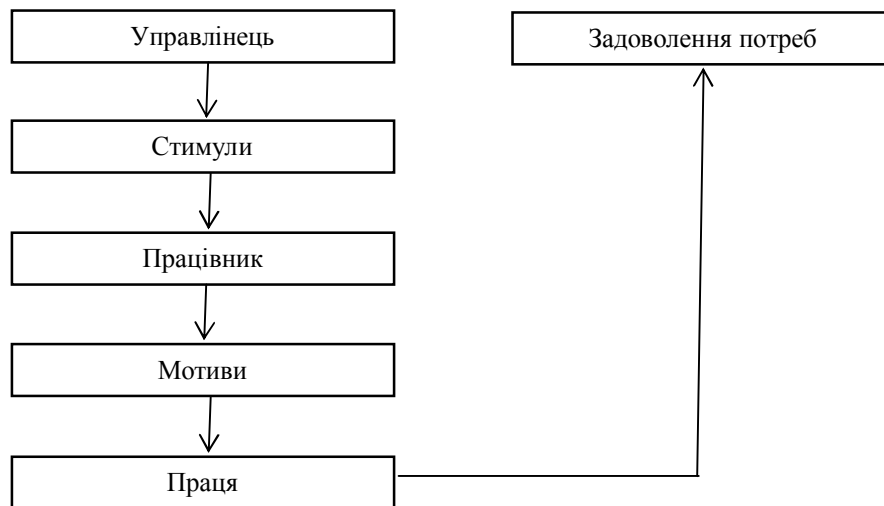 Управлінець
Задоволення потреб
Стимули
Працівник
Мотиви
Праця